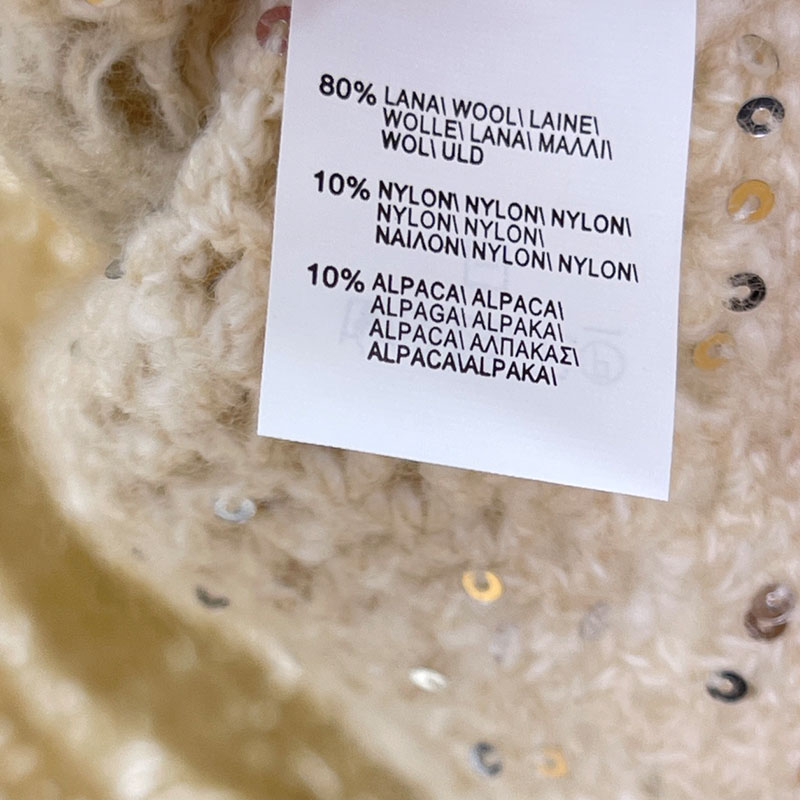 80% LANA\ WOOL\ LAINE\
WOLLE\ LANA\ ΜΑΛΛΙ\
WOL\ ULD
10% NYLON\ NYLON\ NYLON\
NYLON\ NYLON\
ΝΑΙΛΟΝ\ NYLON\ NYLON\
10% ALPACA\ ALPACA\
ALPAGA\ ALPAKA\
ALPACA\ ΑΛΠΑΚΑΣ\
ALPACA\ALPAKA\